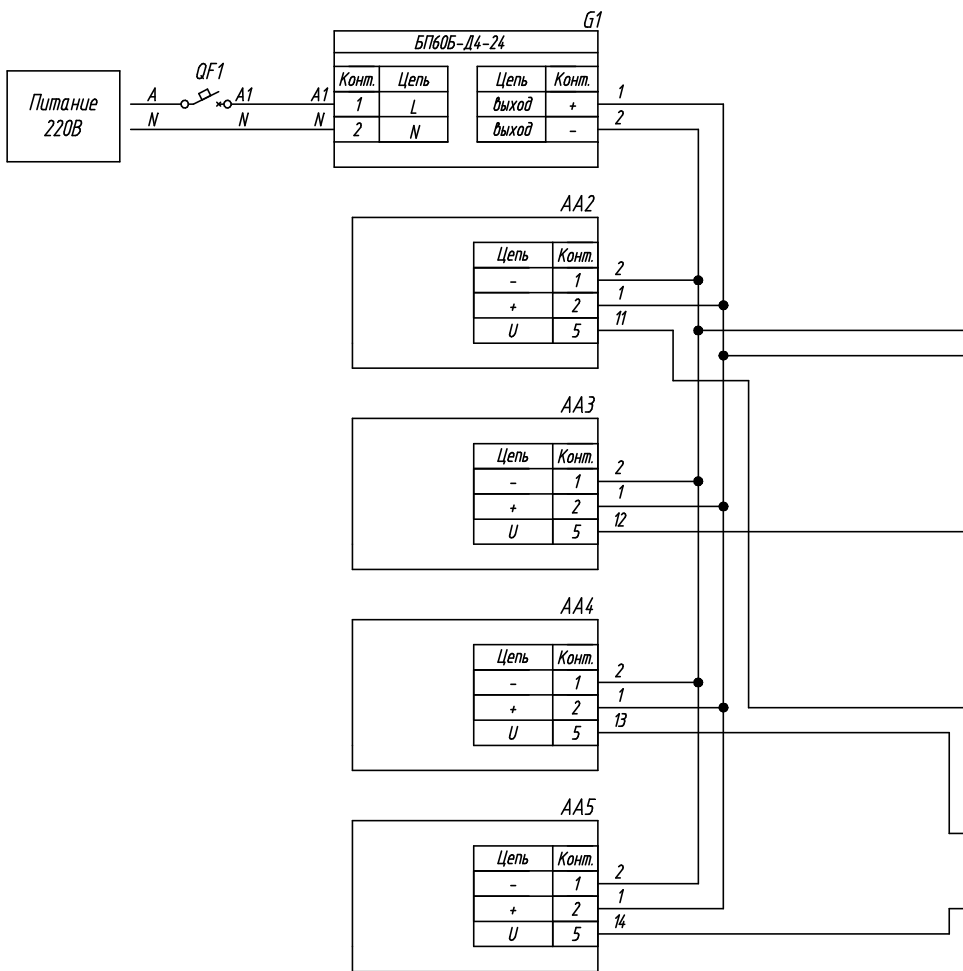 G1
БП60Б-Д4-24
QF1
Питание
220В
A A1 A1
N N N
Конт. Цепь
1 L
2 N
Цепь Конт.
выход +
выход -
1
2
AA2
Цепь Конт.
- 1
+ 2
U 5
2
1
11
AA3
Цепь Конт.
- 1
+ 2
U 5
2
1
12
AA4
Цепь Конт.
- 1
+ 2
U 5
2
1
13
AA5
Цепь Конт.
- 1
+ 2
U 5
2
1
14